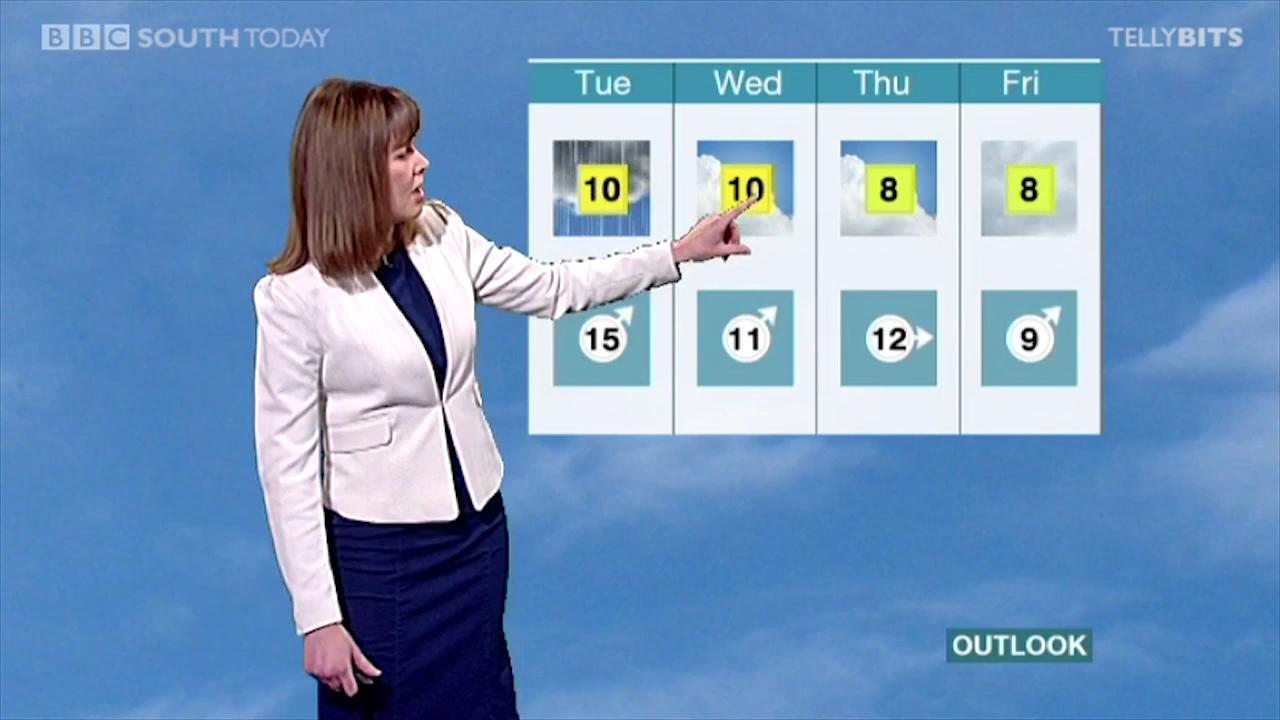 BBC SOUTH TODAY
TELLYBITS
Tue Wed Thu Fri
10 10 8 8
15 11 12 9
OUTLOOK